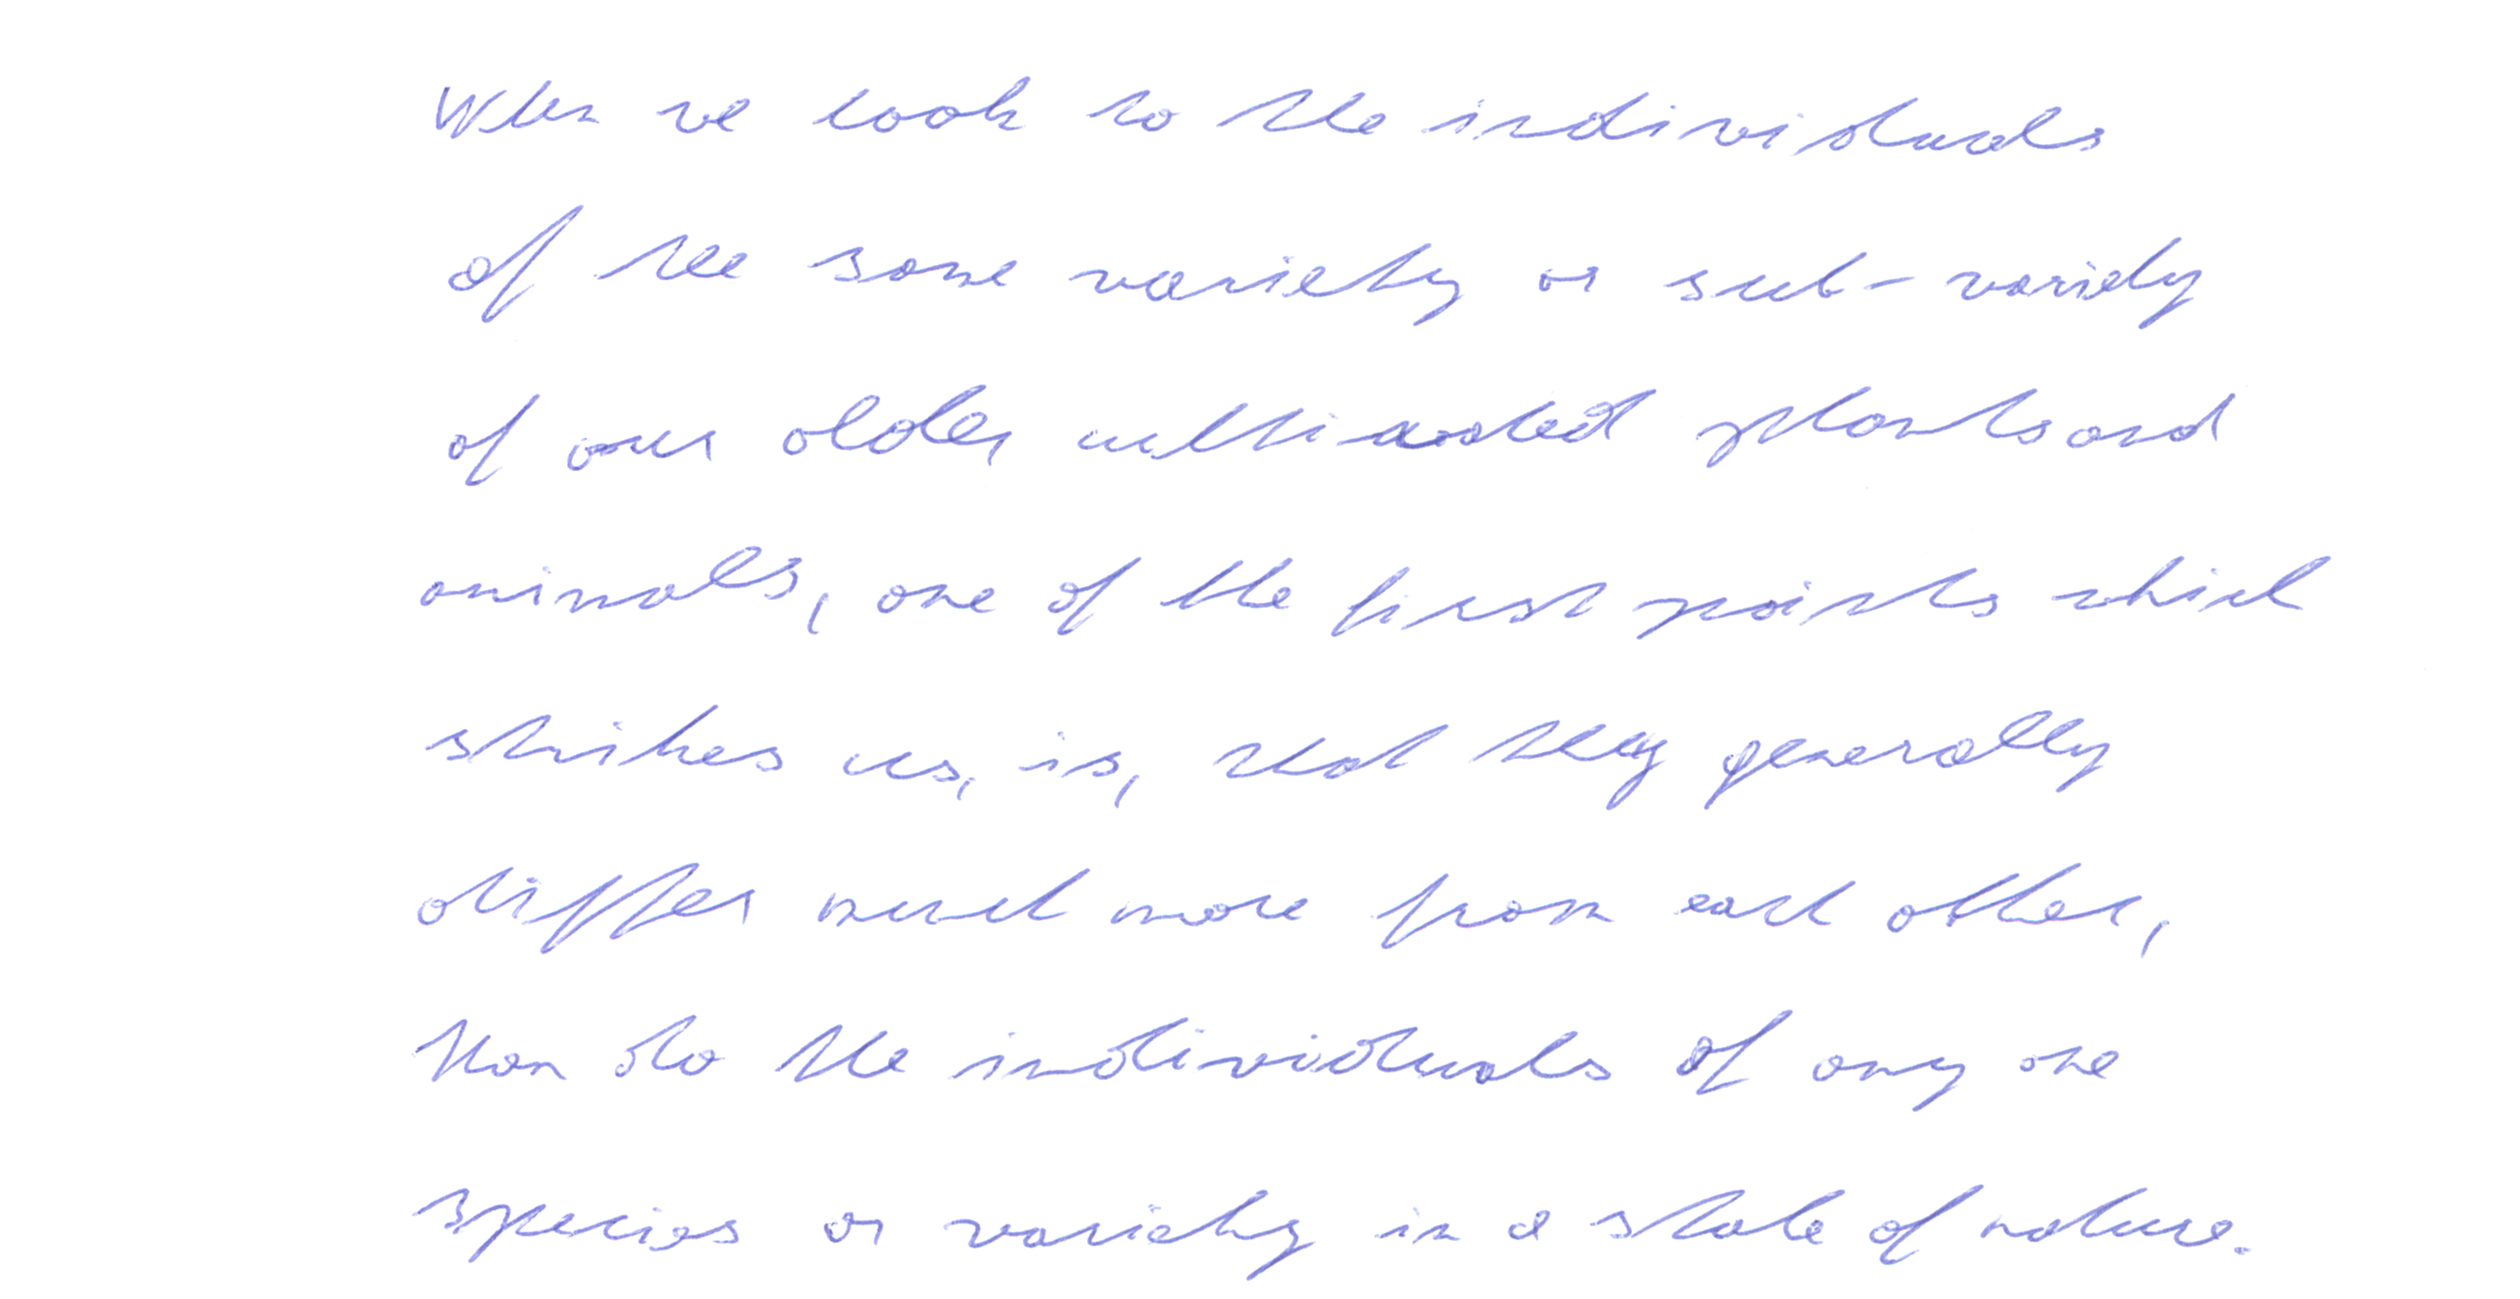 When we look to the individuals
of the same variety or sub-variety
of our older cultivated plants and
animals, one of the first points which
strikes us, is, that they generally
differ much more from each other,
than do the individuals of any one
species or variety in a state of nature.